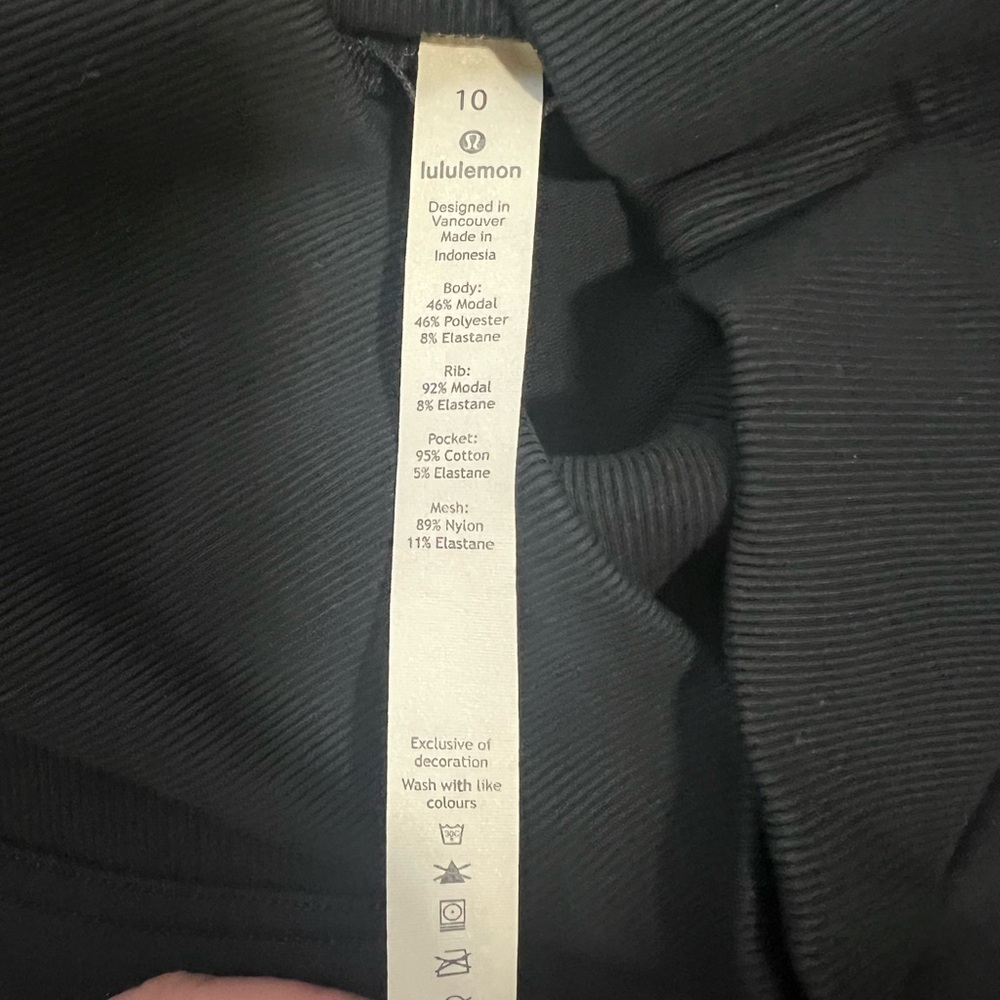 10
lululemon
Designed in
Vancouver
Made in
Indonesia
Body:
46% Modal
46% Polyester
8% Elastane
Rib:
92% Modal
8% Elastane
Pocket:
95% Cotton
5% Elastane
Mesh:
89% Nylon
11% Elastane
Exclusive of
decoration
Wash with like
colours
30C